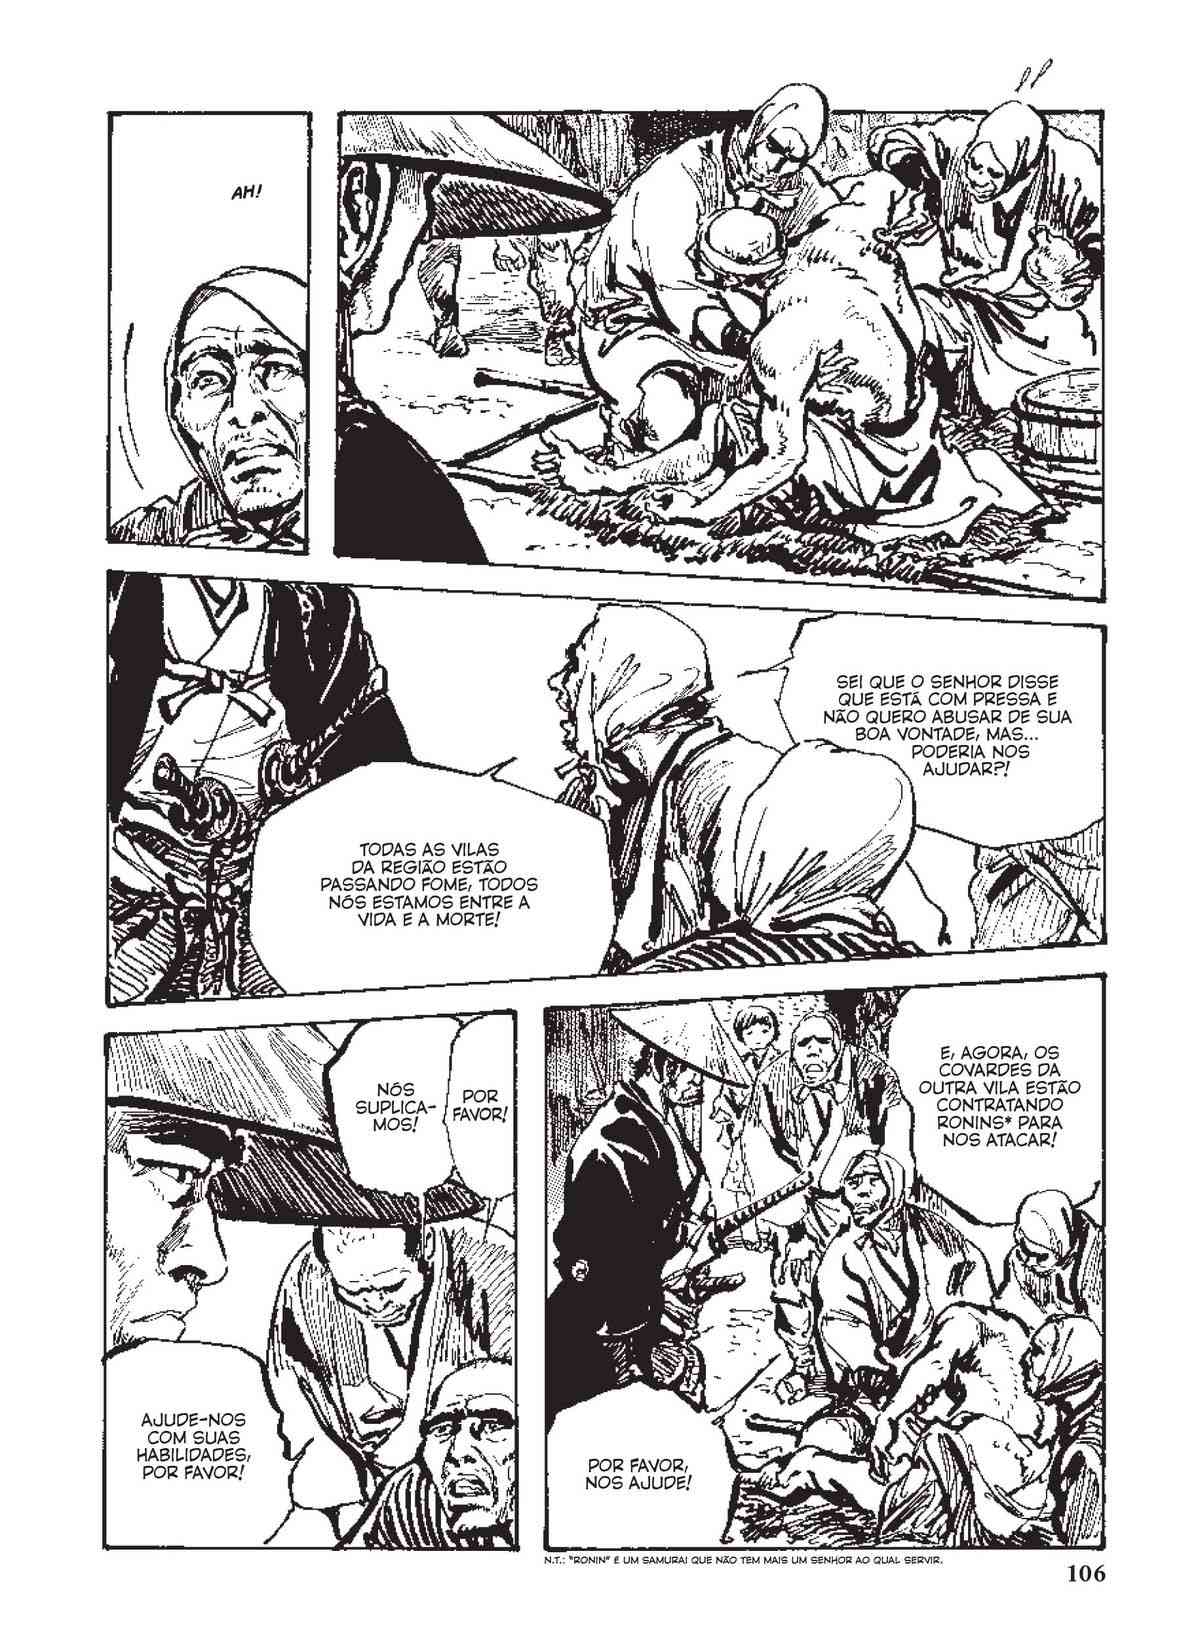 AH!
SEI QUE O SENHOR DISSE
QUE ESTÁ COM PRESSA E
NÃO QUERO ABUSAR DE SUA
BOA VONTADE, MAS...
PODERIA NOS
AJUDAR?!
TODAS AS VILAS
DA REGIÃO ESTÃO
PASSANDO FOME, TODOS
NÓS ESTAMOS ENTRE A
VIDA E A MORTE!
E, AGORA, OS
COVARDES DA
OUTRA VILA ESTÃO
CONTRATANDO
RONINS* PARA
NOS ATACAR!
POR FAVOR,
NOS AJUDE!
POR
FAVOR!
NÓS
SUPLICA-
MOS!
AJUDE-NOS
COM SUAS
HABILIDADES,
POR FAVOR!
N.T.: "RONIN" É UM SAMURAI QUE NÃO TEM MAIS UM SENHOR AO QUAL SERVIR.
106